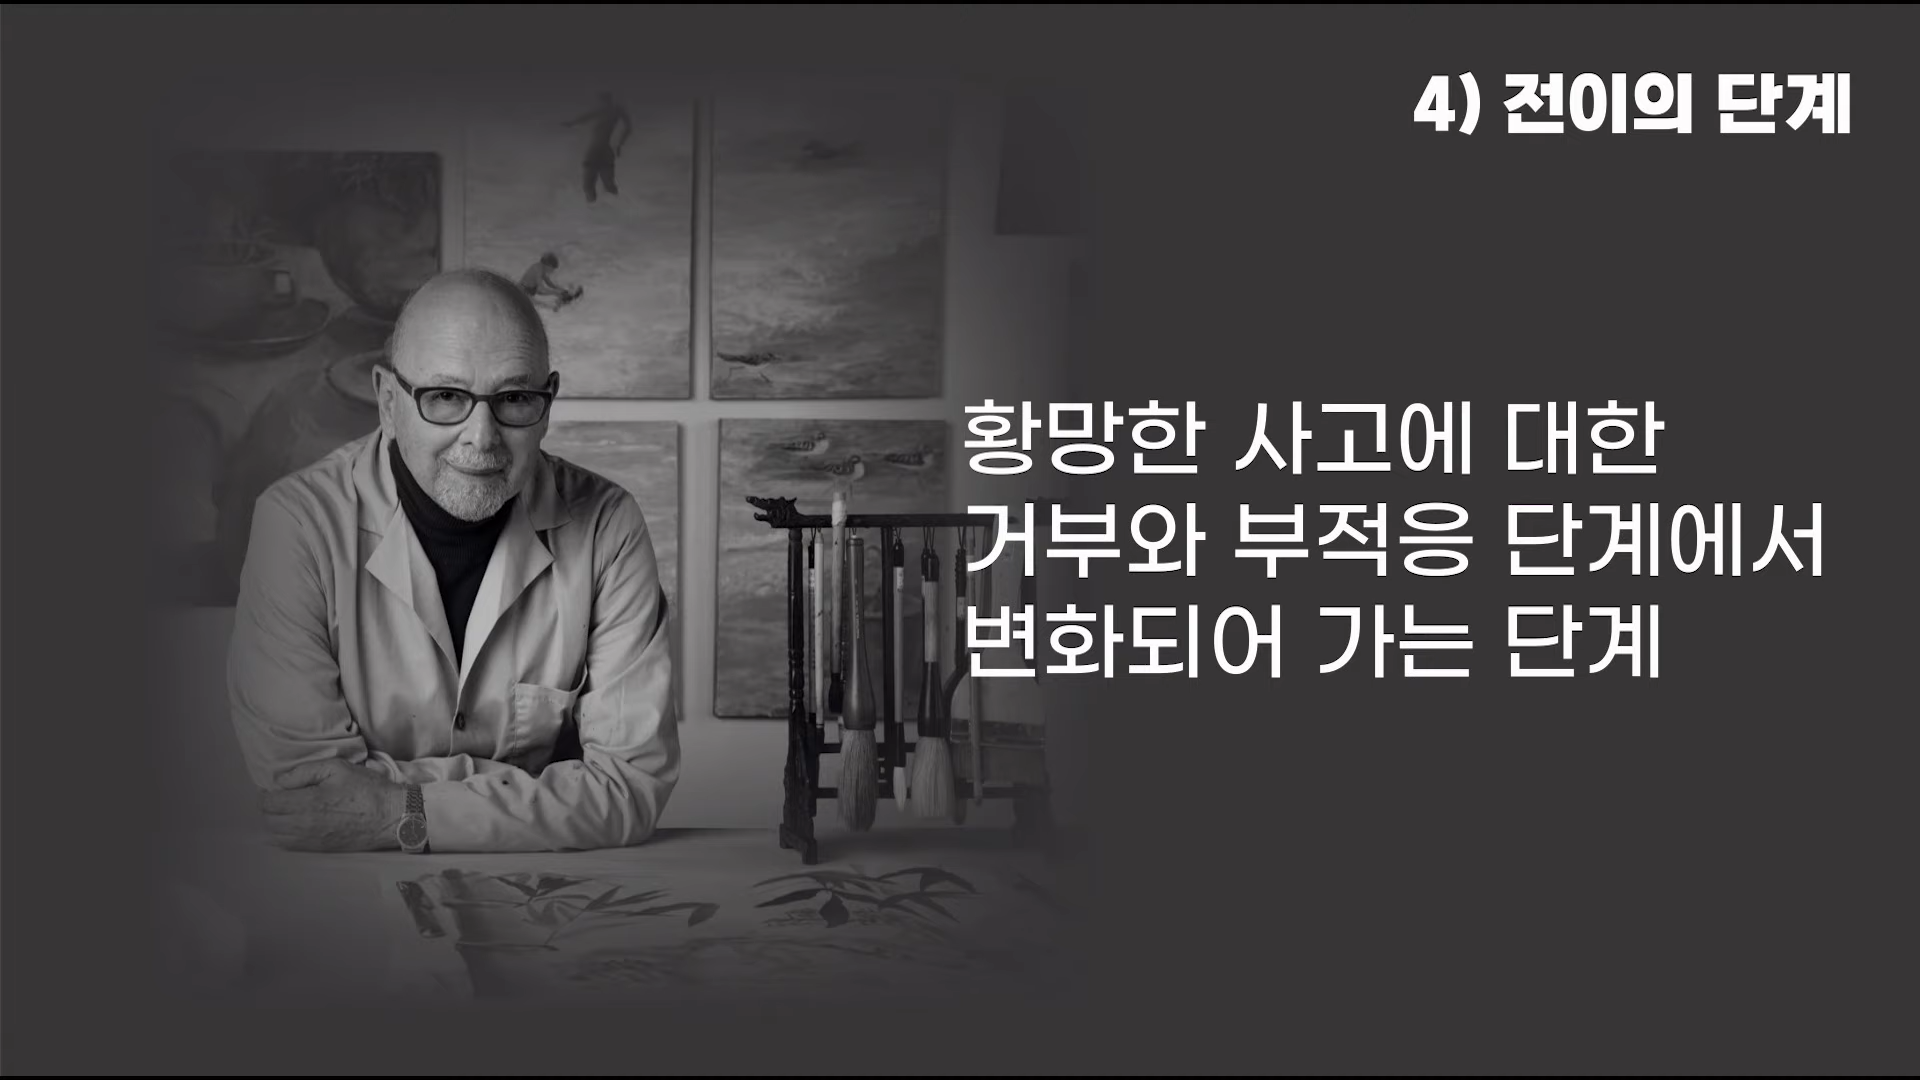 4) 전이의 단계
황망한 사고에 대한
거부와 부적응 단계에서
변화되어 가는 단계